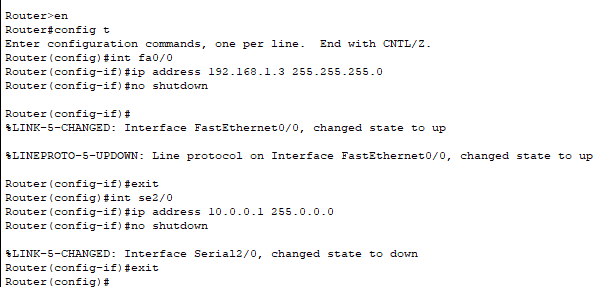 Router>en
Router#config t
Enter configuration commands, one per line.  End with CNTL/Z.
Router(config)#int fa0/0
Router(config-if)#ip address 192.168.1.3 255.255.255.0
Router(config-if)#no shutdown
Router(config-if)#
%LINK-5-CHANGED: Interface FastEthernet0/0, changed state to up
%LINEPROTO-5-UPDOWN: Line protocol on Interface FastEthernet0/0, changed state to up
Router(config-if)#exit
Router(config)#int se2/0
Router(config-if)#ip address 10.0.0.1 255.0.0.0
Router(config-if)#no shutdown
%LINK-5-CHANGED: Interface Serial2/0, changed state to down
Router(config-if)#exit
Router(config)#